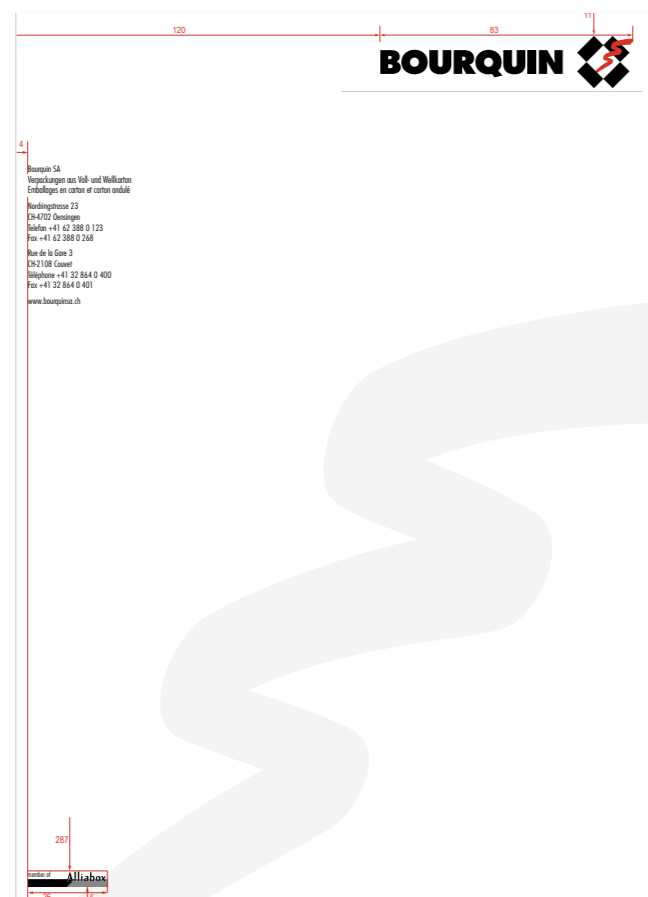 11
120
83
BOURQUIN
4
Bourquin SA
Verpackungen aus Voll- und Wellkarton
Emballages en carton et carton ondulé
Nordringstrasse 23
CH-4702 Oensingen
Telefon +41 62 388 0 123
Fax +41 62 388 0 268
Rue de la Gare 3
CH-2108 Couvet
Téléphone +41 32 864 0 400
Fax +41 32 864 0 401
www.bourquinsa.ch
287
member of Alliabox
26